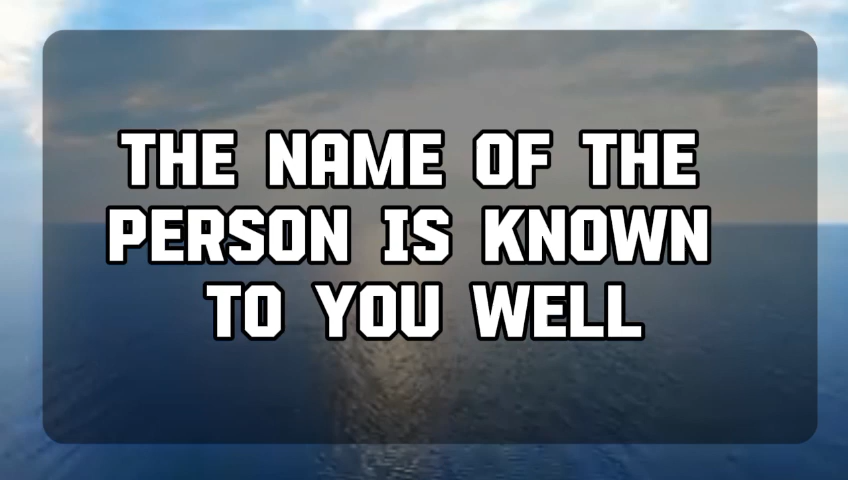 THE NAME OF THE
PERSON IS KNOWN
TO YOU WELL